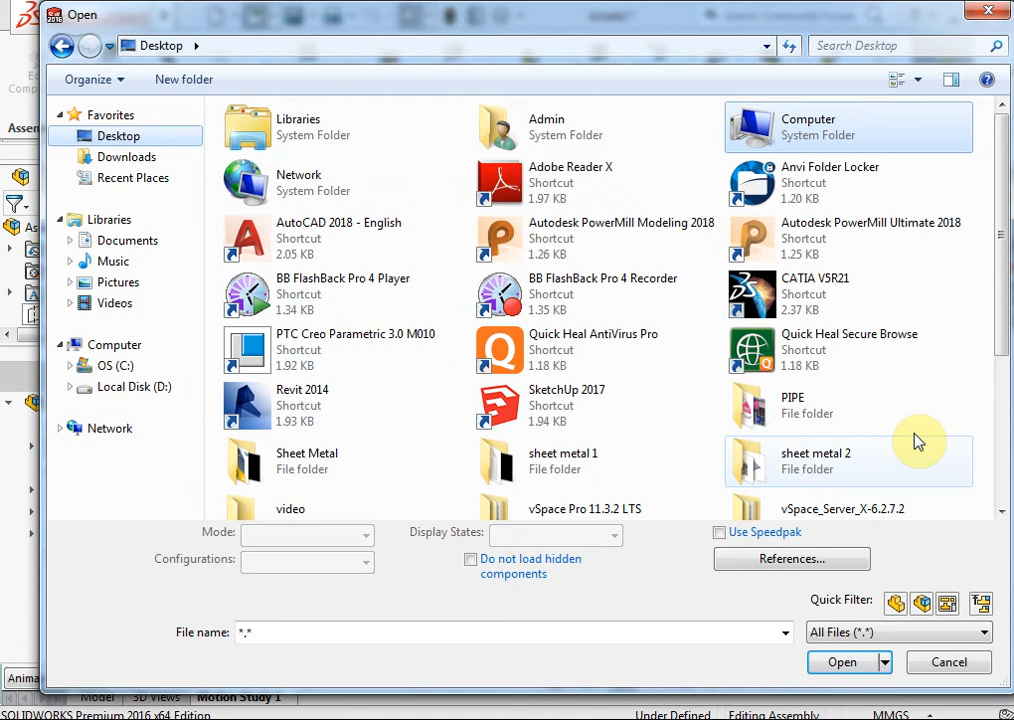 2016 Open
Desktop
Search Desktop
Organize
New folder
Favorites
Desktop
Downloads
Recent Places
Libraries
Documents
Music
Pictures
Videos
Computer
OS (C:)
Local Disk (D:)
Network
Libraries
System Folder
Admin
System Folder
Computer
System Folder
Network
System Folder
Adobe Reader X
Shortcut
1.97 KB
Anvi Folder Locker
Shortcut
1.20 KB
AutoCAD 2018 - English
Shortcut
2.05 KB
Autodesk PowerMill Modeling 2018
Shortcut
1.26 KB
Autodesk PowerMill Ultimate 2018
Shortcut
1.25 KB
BB FlashBack Pro 4 Player
Shortcut
1.34 KB
BB FlashBack Pro 4 Recorder
Shortcut
1.35 KB
CATIA V5R21
Shortcut
2.37 KB
PTC Creo Parametric 3.0 M010
Shortcut
1.92 KB
Quick Heal AntiVirus Pro
Shortcut
1.18 KB
Quick Heal Secure Browse
Shortcut
1.18 KB
Revit 2014
Shortcut
1.93 KB
SketchUp 2017
Shortcut
1.94 KB
PIPE
File folder
Sheet Metal
File folder
sheet metal 1
File folder
sheet metal 2
File folder
video
vSpace Pro 11.3.2 LTS
vSpace_Server_X-6.2.7.2
Mode:
Display States:
Use Speedpak
Configurations:
Do not load hidden
components
References...
Quick Filter:
File name: *.*
All Files (*.*)
Open
Cancel
Assem
Anima
Model
3D Views
Motion Study 1
SOLIDWORKS Premium 2016 x64 Edition
Under Defined
Editing Assembly
MMGS